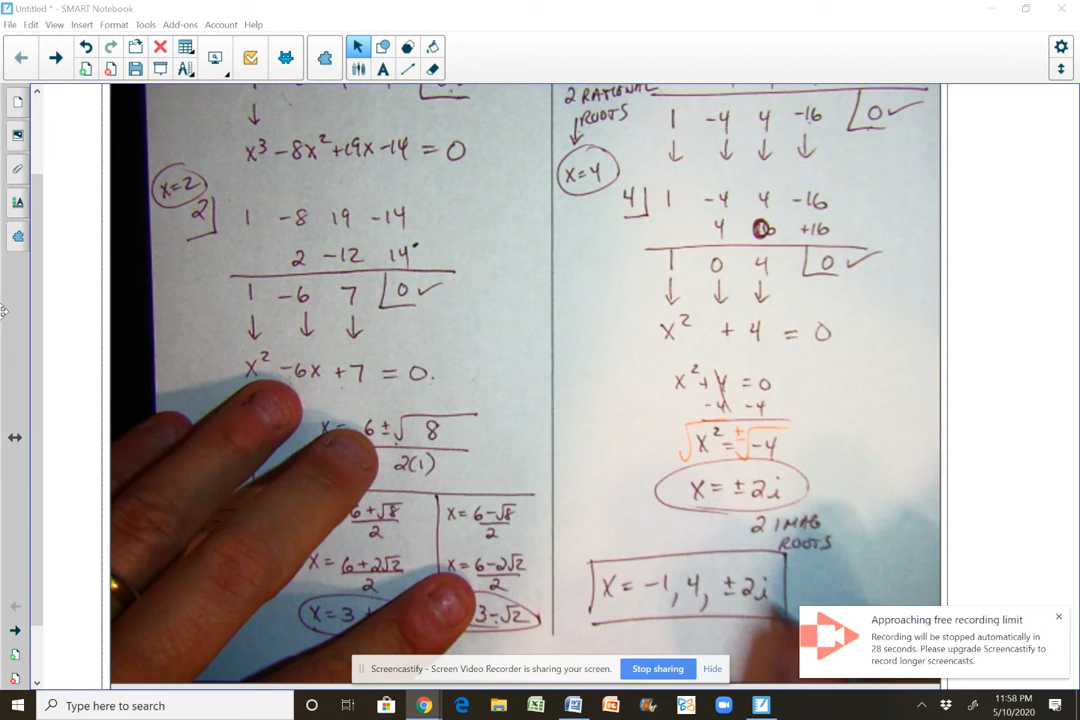 Untitled * - SMART Notebook
File Edit View Insert Format Tools Add-ons Account Help
x³ - 8x² + 19x - 14 = 0
x=2
2 1 -8 19 -14
2 -12 14
1 -6 7 0 ✓
x² - 6x + 7 = 0.
6 ± √8
2(1)
6 + √8
2
x = 6 + 2√2
2
x = 3 +
x = 6 - √8
2
x = 6 - 2√2
2
3 - √2
2 RATIONAL
ROOTS
1 -4 4 -16 0 ✓
x=4
4 1 -4 4 -16
4 +16
1 0 4 0 ✓
x² + 4 = 0
x² + 4 = 0
-4 -4
√x² = ±√-4
x = ±2i
2 IMAG
ROOTS
x = -1, 4, ±2i
Approaching free recording limit
Recording will be stopped automatically in
28 seconds. Please upgrade Screencastify to
record longer screencasts.
Screencastify - Screen Video Recorder is sharing your screen. Stop sharing Hide
Type here to search
11:58 PM
5/10/2020